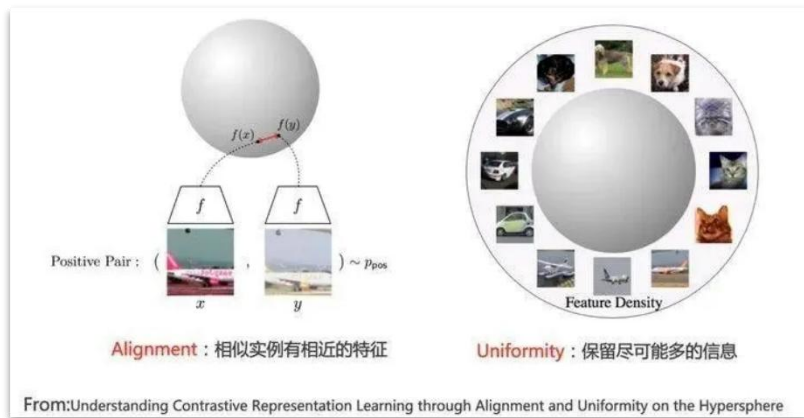 f(x)
f(y)
f
f
Positive Pair : ( , ) ∼ p_pos
x
y
Feature Density
Alignment：相似实例有相近的特征
Uniformity：保留尽可能多的信息
From:Understanding Contrastive Representation Learning through Alignment and Uniformity on the Hypersphere